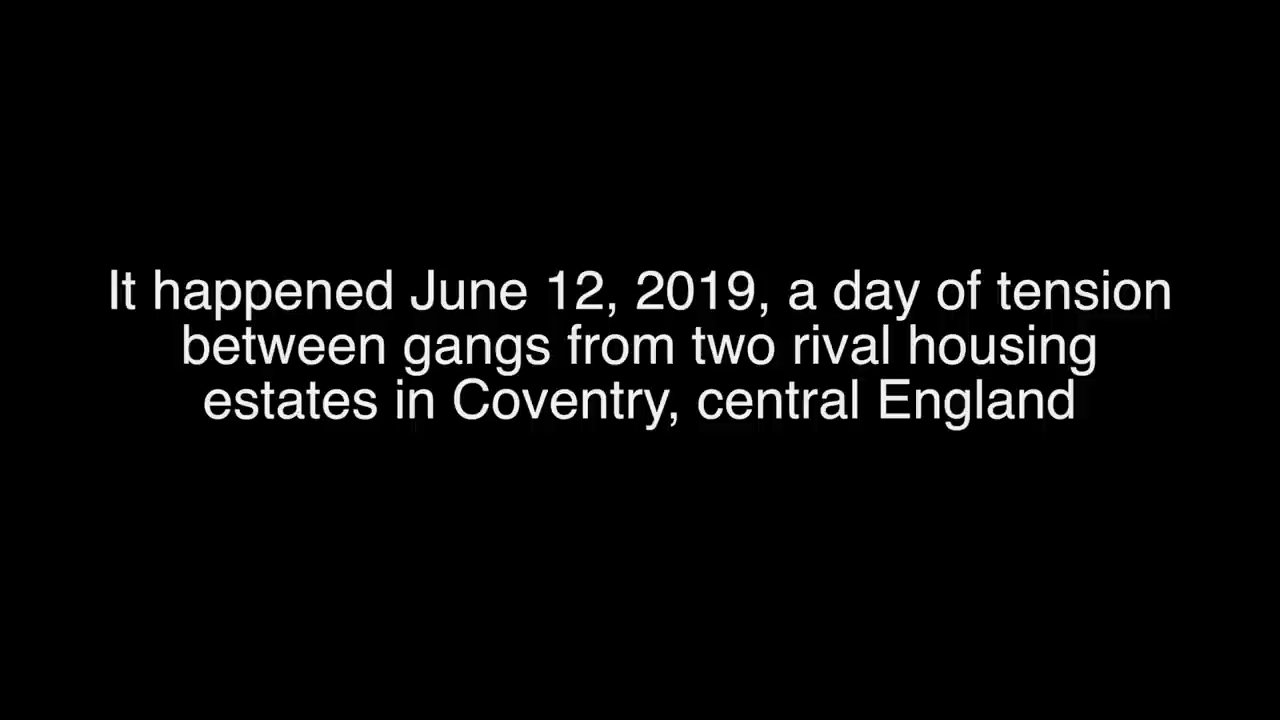 It happened June 12, 2019, a day of tension
between gangs from two rival housing
estates in Coventry, central England